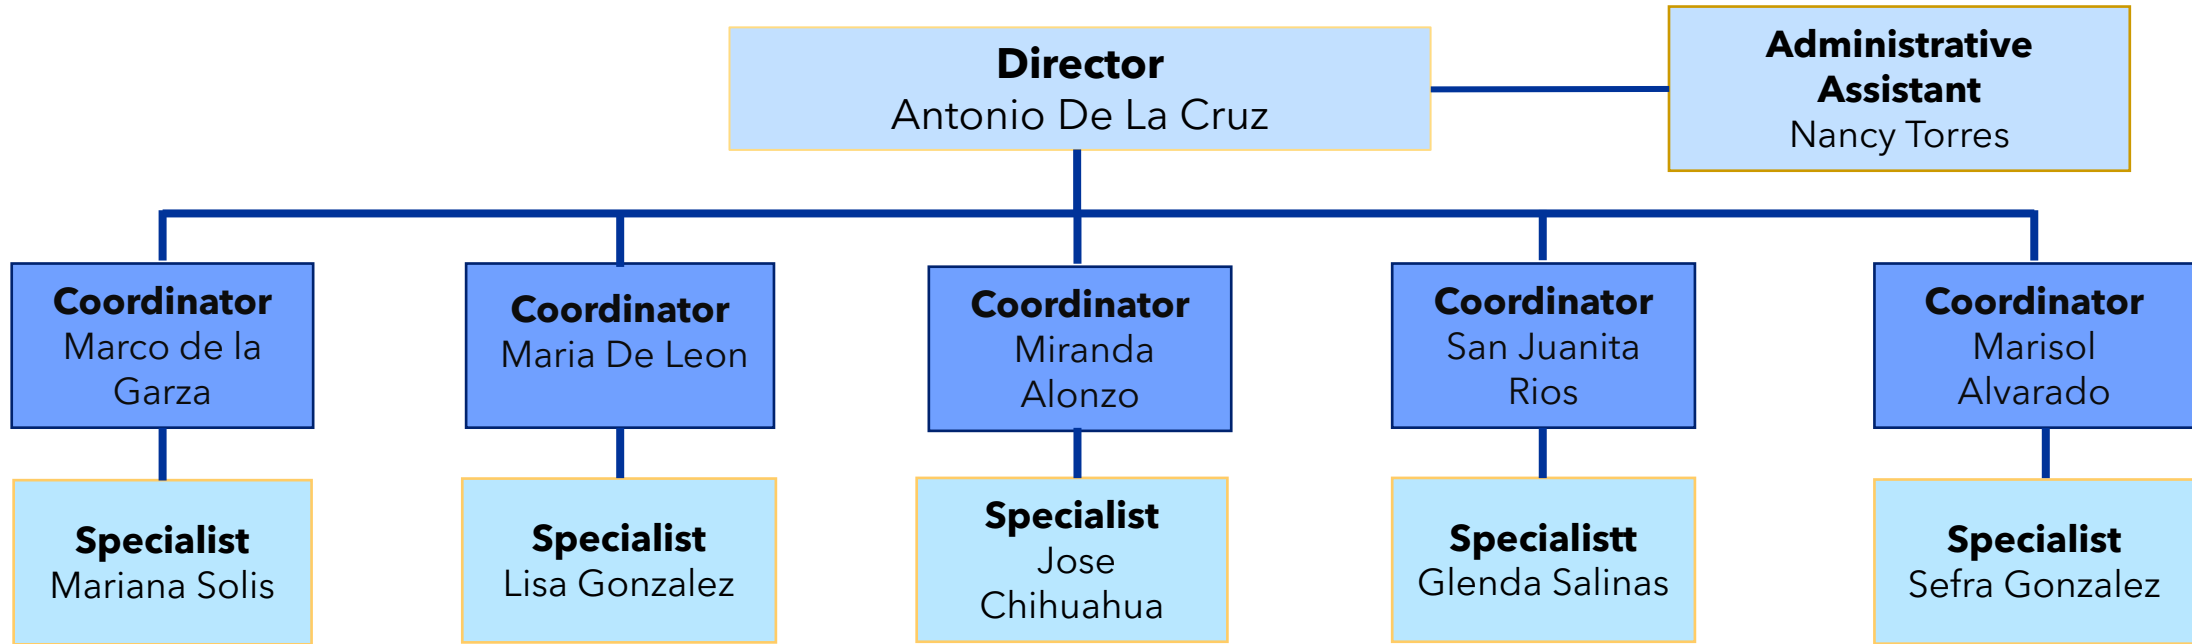 Director
Antonio De La Cruz
Administrative
Assistant
Nancy Torres
Coordinator
Marco de la
Garza
Coordinator
Maria De Leon
Coordinator
Miranda
Alonzo
Coordinator
San Juanita
Rios
Coordinator
Marisol
Alvarado
Specialist
Mariana Solis
Specialist
Lisa Gonzalez
Specialist
Jose
Chihuahua
Specialistt
Glenda Salinas
Specialist
Sefra Gonzalez